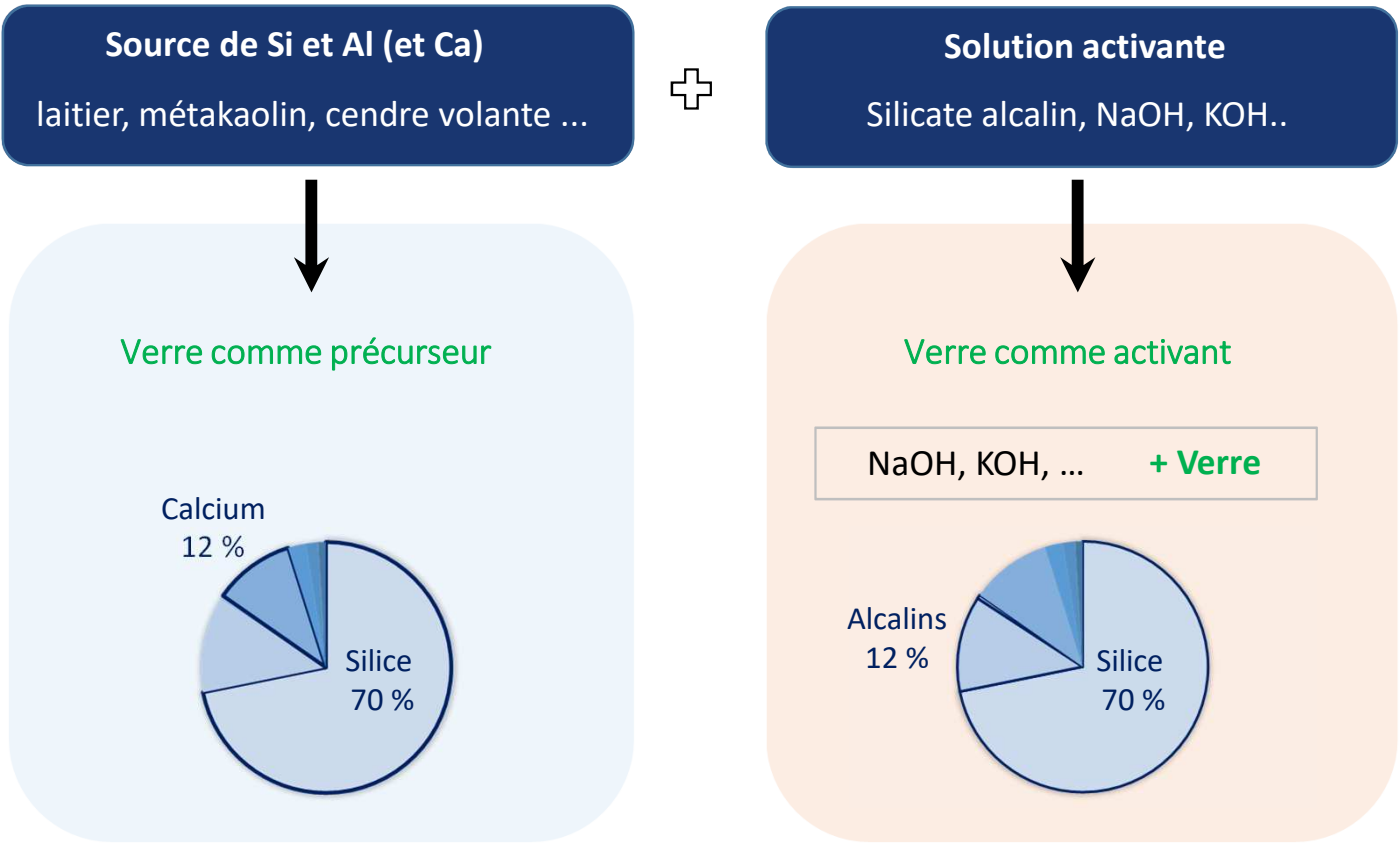 Source de Si et Al (et Ca)
laitier, métakaolin, cendre volante ...
Solution activante
Silicate alcalin, NaOH, KOH..
Verre comme précurseur
Calcium
12 %
Silice
70 %
Verre comme activant
NaOH, KOH, ... + Verre
Alcalins
12 %
Silice
70 %